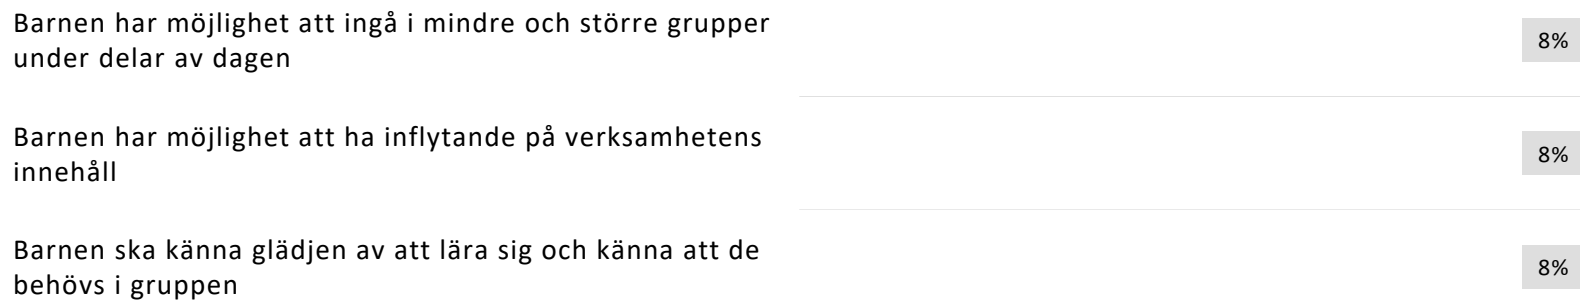 Barnen har möjlighet att ingå i mindre och större grupper
under delar av dagen
8%
Barnen har möjlighet att ha inflytande på verksamhetens
innehåll
8%
Barnen ska känna glädjen av att lära sig och känna att de
behövs i gruppen
8%